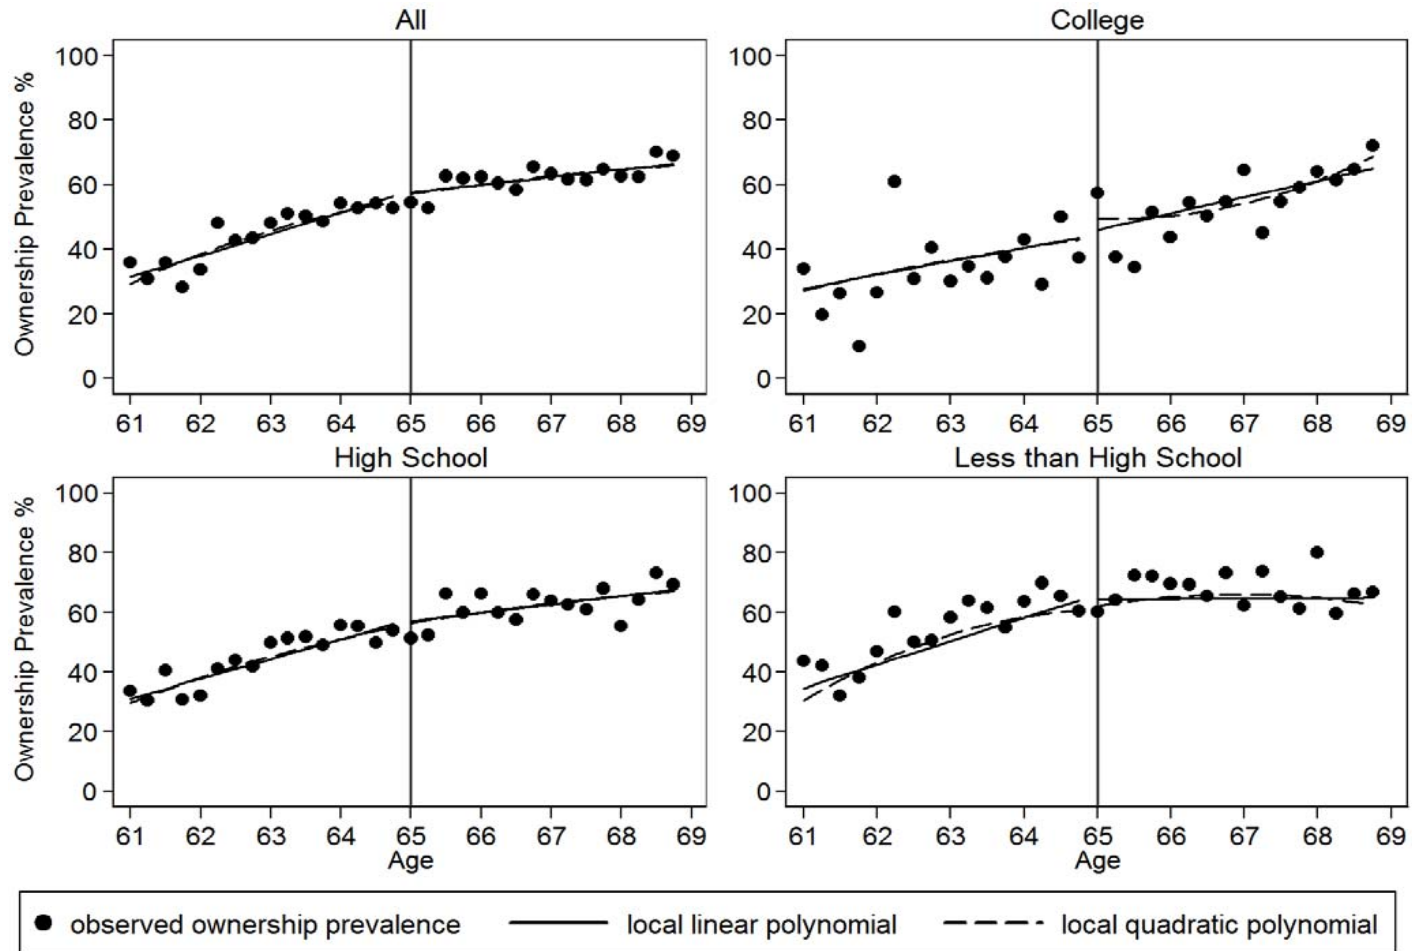 All
College
Ownership Prevalence %
100
80
60
40
20
0
61 62 63 64 65 66 67 68 69
100
80
60
40
20
0
61 62 63 64 65 66 67 68 69
High School
Less than High School
Ownership Prevalence %
100
80
60
40
20
0
61 62 63 64 65 66 67 68 69
Age
100
80
60
40
20
0
61 62 63 64 65 66 67 68 69
Age
observed ownership prevalence
local linear polynomial
local quadratic polynomial